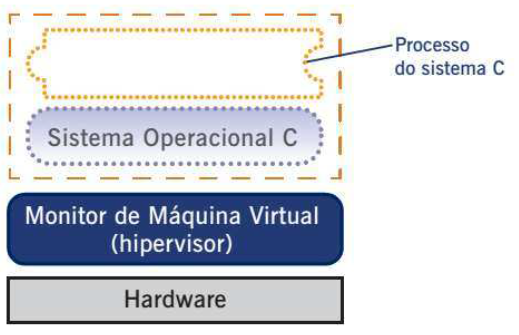 Processo
do sistema C
Sistema Operacional C
Monitor de Máquina Virtual
(hipervisor)
Hardware